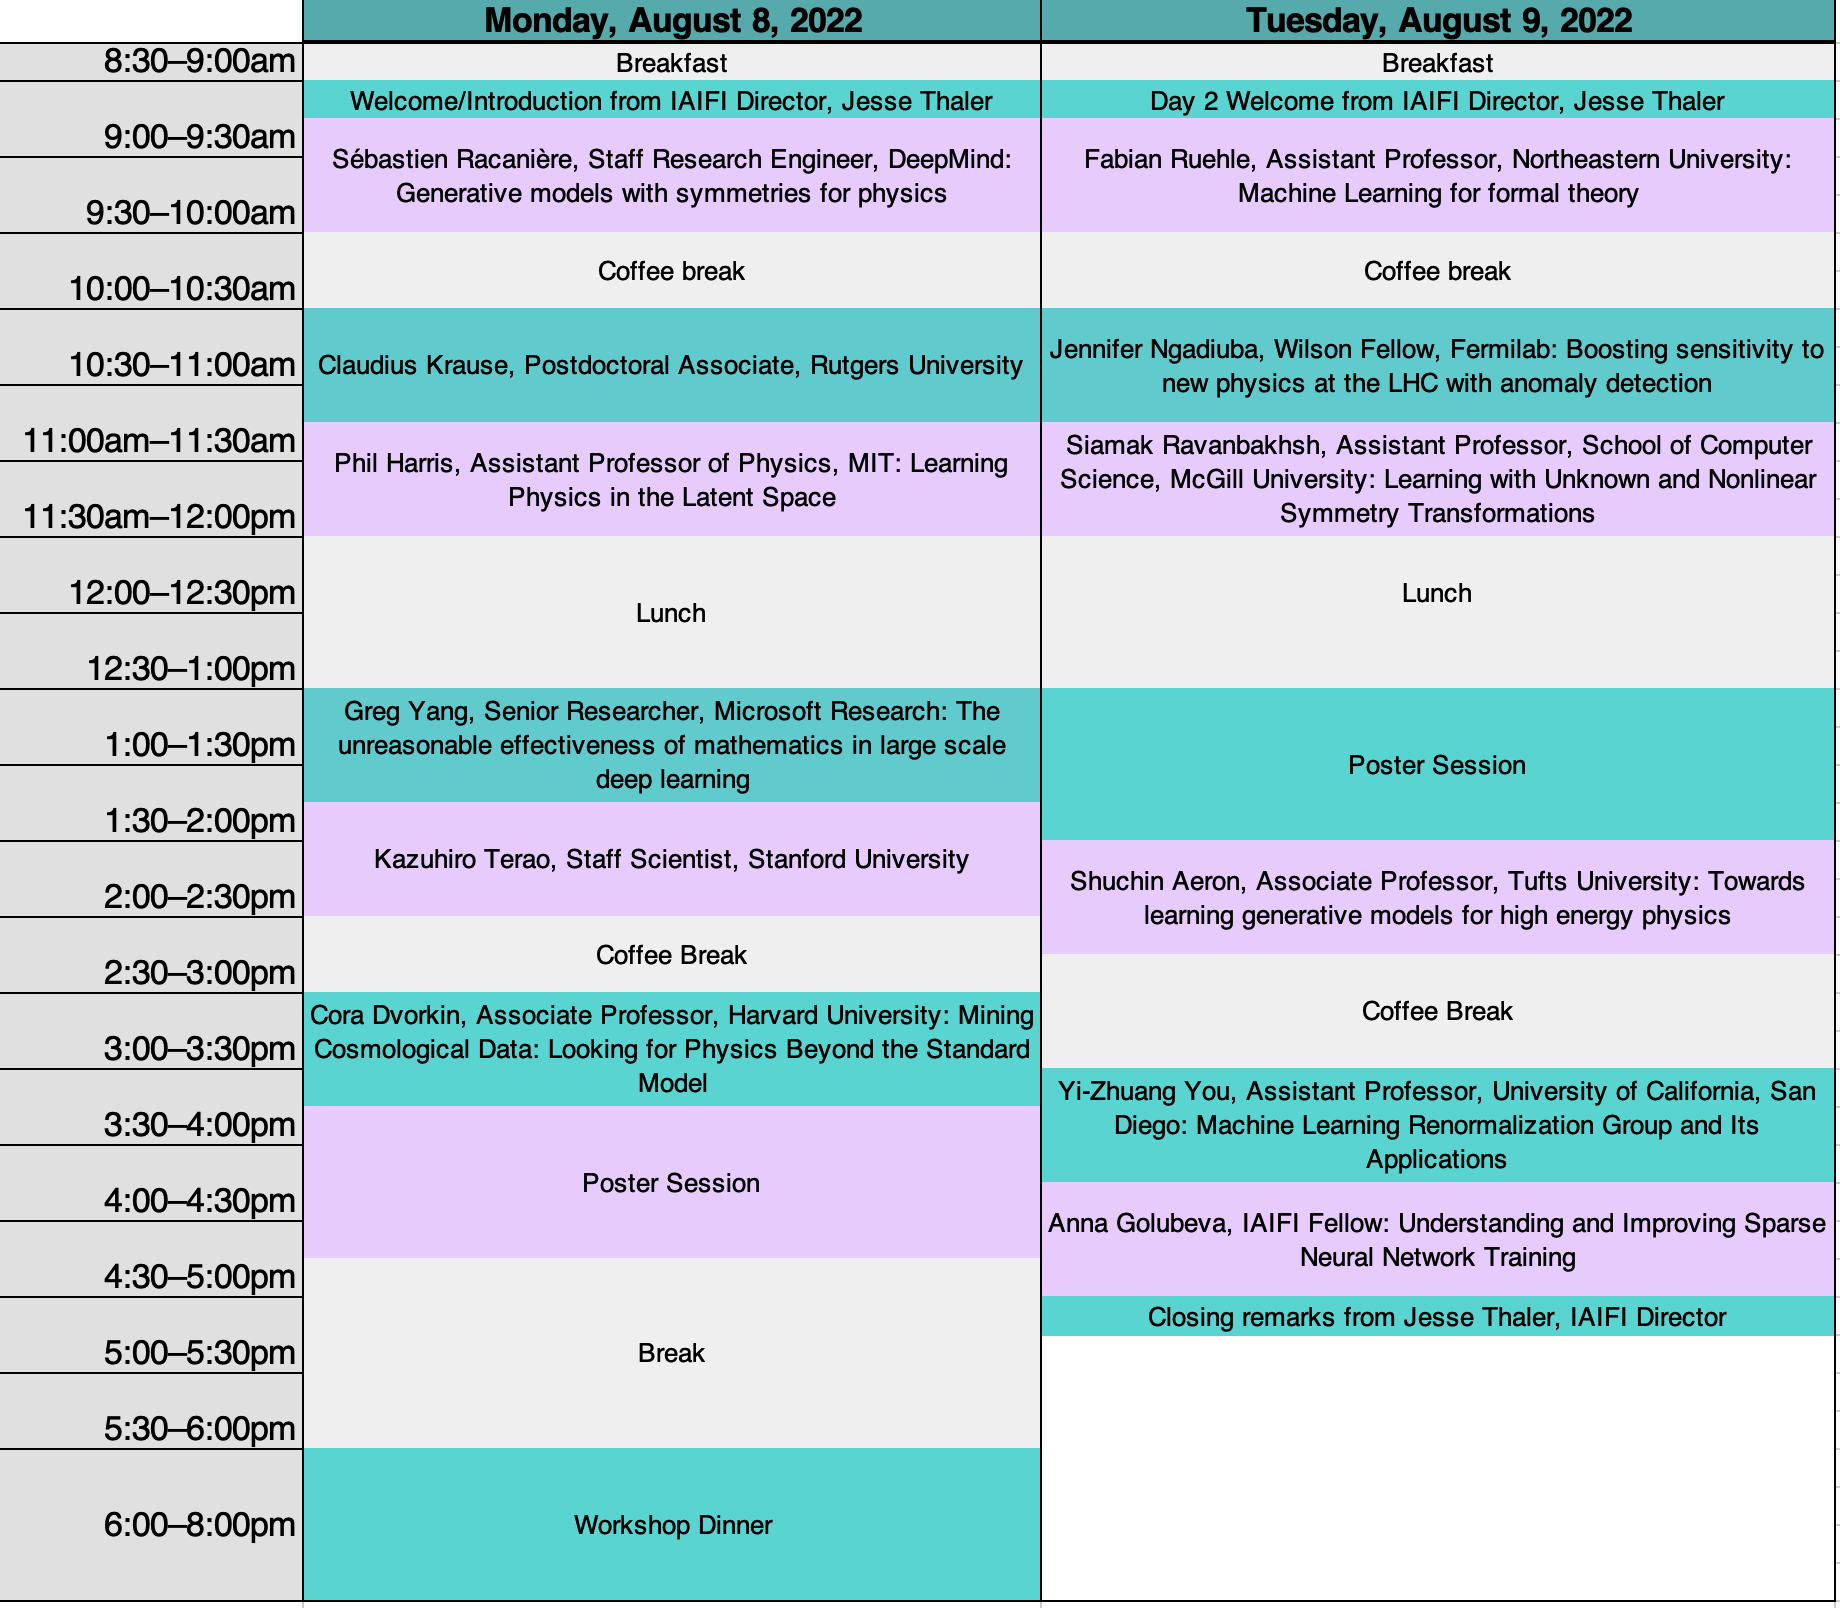 Monday, August 8, 2022
Tuesday, August 9, 2022
8:30–9:00am
Breakfast
Breakfast
Welcome/Introduction from IAIFI Director, Jesse Thaler
Day 2 Welcome from IAIFI Director, Jesse Thaler
9:00–9:30am
Sébastien Racanière, Staff Research Engineer, DeepMind:
Generative models with symmetries for physics
Fabian Ruehle, Assistant Professor, Northeastern University:
Machine Learning for formal theory
9:30–10:00am
10:00–10:30am
Coffee break
Coffee break
10:30–11:00am
Claudius Krause, Postdoctoral Associate, Rutgers University
Jennifer Ngadiuba, Wilson Fellow, Fermilab: Boosting sensitivity to
new physics at the LHC with anomaly detection
11:00am–11:30am
Phil Harris, Assistant Professor of Physics, MIT: Learning
Physics in the Latent Space
Siamak Ravanbakhsh, Assistant Professor, School of Computer
Science, McGill University: Learning with Unknown and Nonlinear
Symmetry Transformations
11:30am–12:00pm
12:00–12:30pm
Lunch
Lunch
12:30–1:00pm
Greg Yang, Senior Researcher, Microsoft Research: The
unreasonable effectiveness of mathematics in large scale
deep learning
1:00–1:30pm
Poster Session
1:30–2:00pm
Kazuhiro Terao, Staff Scientist, Stanford University
2:00–2:30pm
Shuchin Aeron, Associate Professor, Tufts University: Towards
learning generative models for high energy physics
Coffee Break
2:30–3:00pm
Coffee Break
Cora Dvorkin, Associate Professor, Harvard University: Mining
Cosmological Data: Looking for Physics Beyond the Standard
Model
3:00–3:30pm
Yi-Zhuang You, Assistant Professor, University of California, San
Diego: Machine Learning Renormalization Group and Its
Applications
3:30–4:00pm
Poster Session
4:00–4:30pm
Anna Golubeva, IAIFI Fellow: Understanding and Improving Sparse
Neural Network Training
4:30–5:00pm
Closing remarks from Jesse Thaler, IAIFI Director
5:00–5:30pm
Break
5:30–6:00pm
6:00–8:00pm
Workshop Dinner